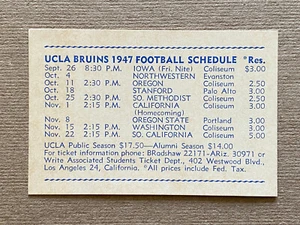 UCLA BRUINS 1947 FOOTBALL SCHEDULE *Res.
Sept. 26 8:30 P.M. IOWA (Fri. Nite) Coliseum $3.00
Oct. 4 NORTHWESTERN Evanston
Oct. 11 2:30 P.M. OREGON Coliseum 2.50
Oct. 18 STANFORD Palo Alto 3.00
Oct. 25 2:30 P.M. SO. METHODIST Coliseum 2.50
Nov. 1 2:15 P.M. CALIFORNIA Coliseum 3.00
(Homecoming)
Nov. 8 OREGON STATE Portland 3.00
Nov. 15 2:15 P.M. WASHINGTON Coliseum 3.00
Nov. 22 2:15 P.M. SO. CALIFORNIA Coliseum 5.00
UCLA Public Season $17.50—Alumni Season $14.00
For ticket information phone: BRadshaw 22171-ARiz. 30971 or
Write Associated Students Ticket Dep't., 402 Westwood Blvd.,
Los Angeles 24, California. *All prices include Fed. Tax.